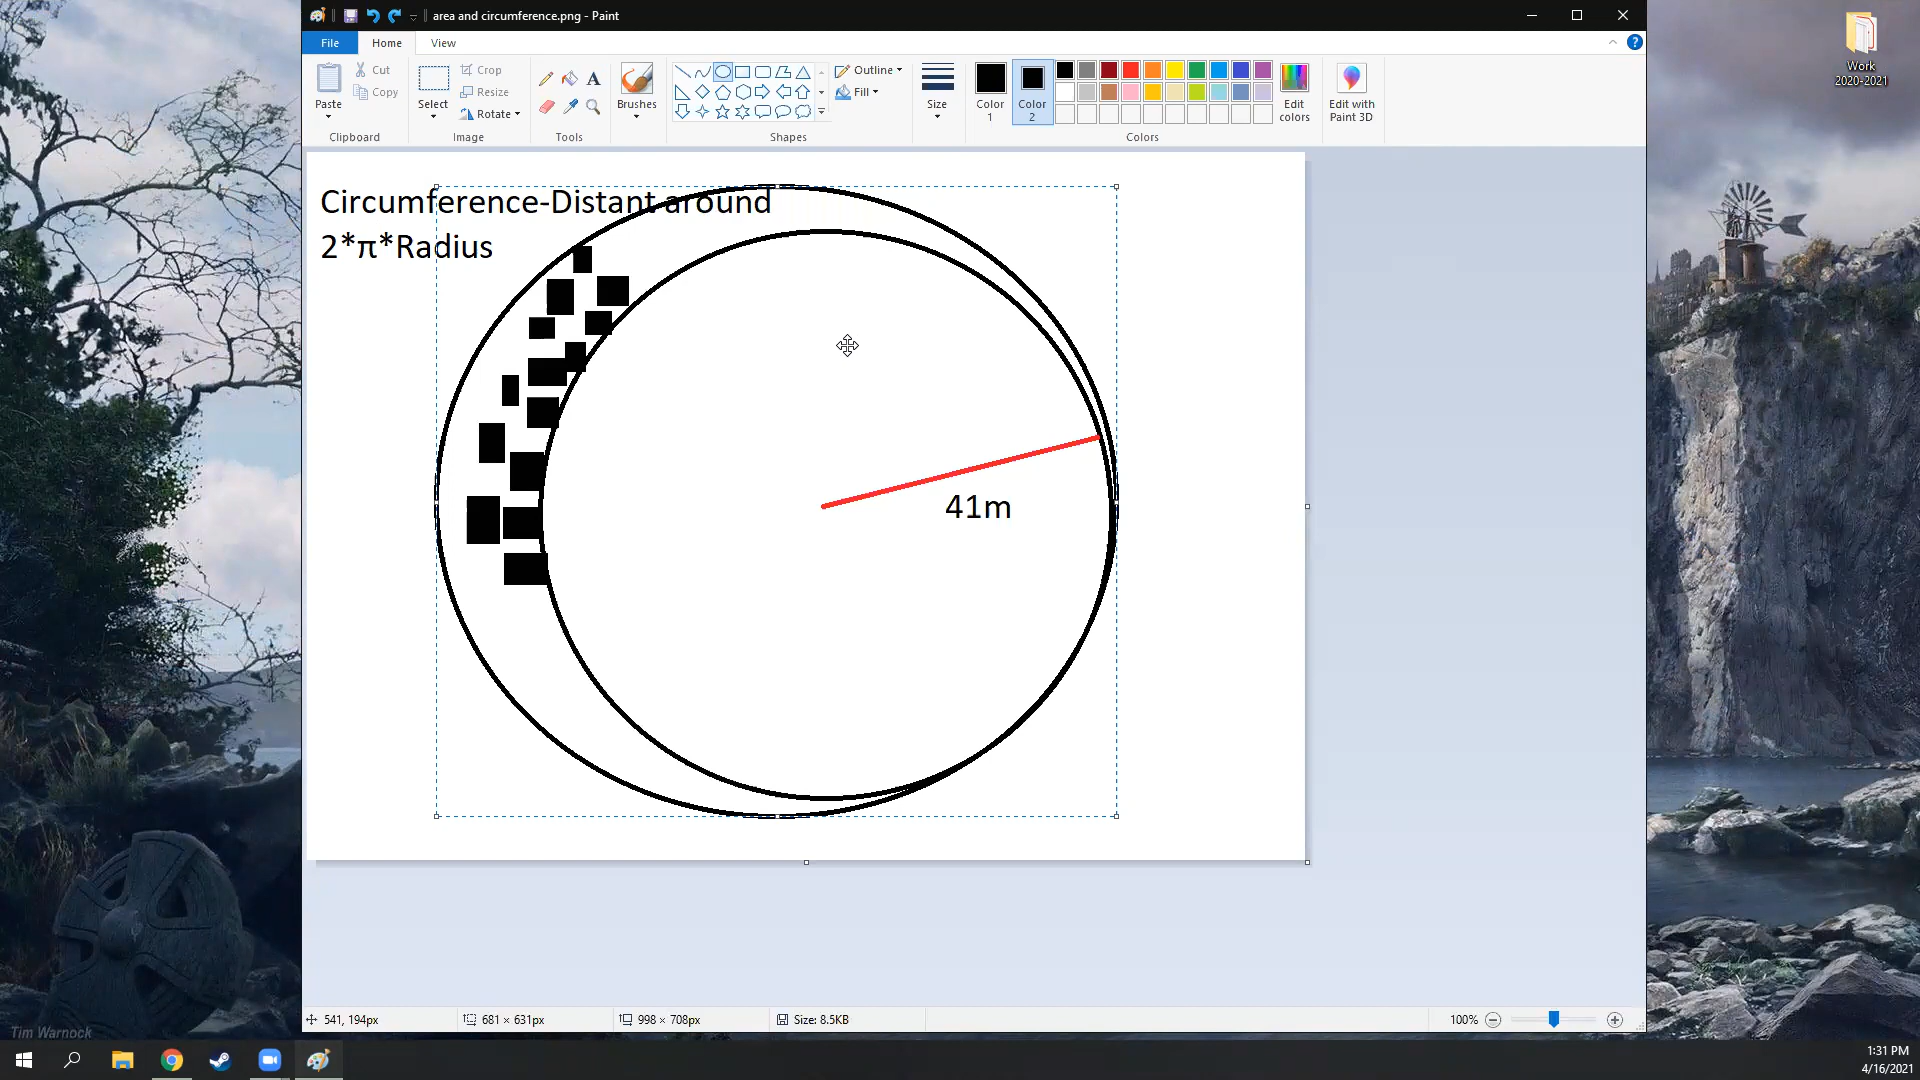 area and circumference.png - Paint
Work
2020-2021
File
Home
View
Paste
Cut
Copy
Clipboard
Select
Crop
Resize
Rotate
Image
A
Tools
Brushes
Outline
Fill
Shapes
Size
Color
1
Color
2
Edit
colors
Edit with
Paint 3D
Colors
Circumference-Distant around
2*π*Radius
41m
541, 194px
681 × 631px
998 × 708px
Size: 8.5KB
100%
Tim Warnock
1:31 PM
4/16/2021